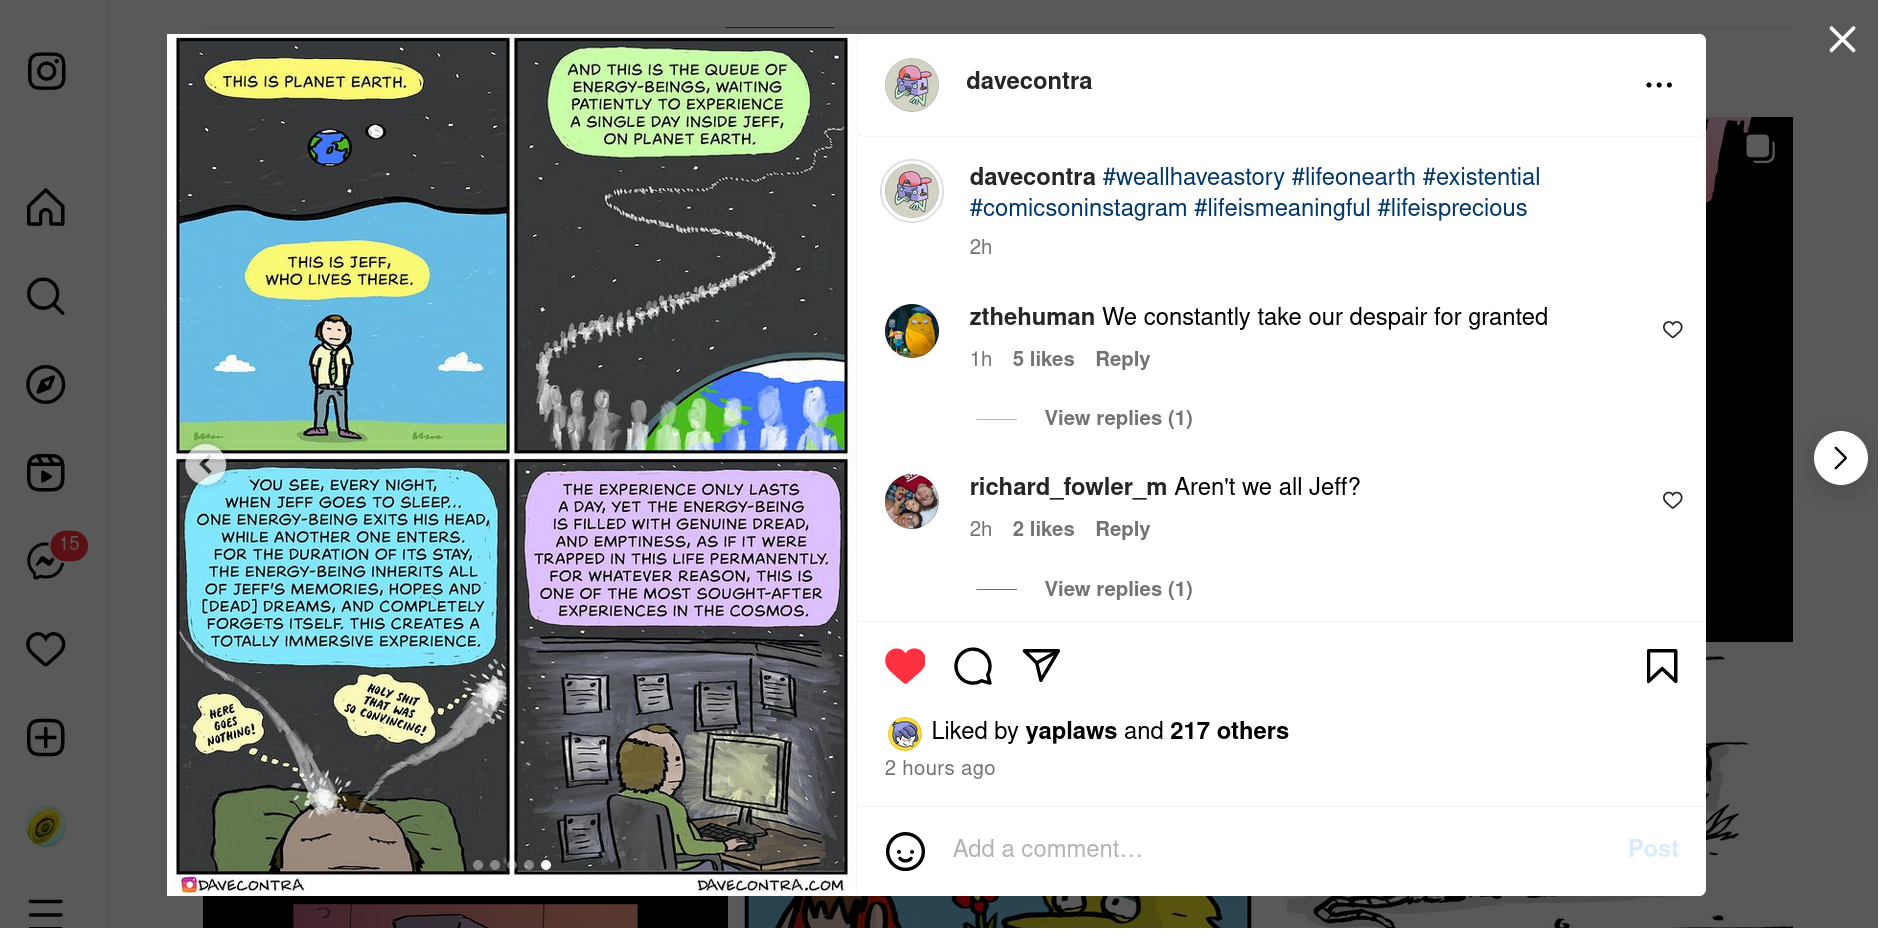 THIS IS PLANET EARTH.
THIS IS JEFF,
WHO LIVES THERE.
AND THIS IS THE QUEUE OF
ENERGY-BEINGS, WAITING
PATIENTLY TO EXPERIENCE
A SINGLE DAY INSIDE JEFF,
ON PLANET EARTH.
YOU SEE, EVERY NIGHT,
WHEN JEFF GOES TO SLEEP...
ONE ENERGY-BEING EXITS HIS HEAD,
WHILE ANOTHER ONE ENTERS.
FOR THE DURATION OF ITS STAY,
THE ENERGY-BEING INHERITS ALL
OF JEFF'S MEMORIES, HOPES AND
[DEAD] DREAMS, AND COMPLETELY
FORGETS ITSELF. THIS CREATES A
TOTALLY IMMERSIVE EXPERIENCE.
HERE
GOES
NOTHING!
HOLY SHIT
THAT WAS
SO CONVINCING!
THE EXPERIENCE ONLY LASTS
A DAY, YET THE ENERGY-BEING
IS FILLED WITH GENUINE DREAD,
AND EMPTINESS, AS IF IT WERE
TRAPPED IN THIS LIFE PERMANENTLY.
FOR WHATEVER REASON, THIS IS
ONE OF THE MOST SOUGHT-AFTER
EXPERIENCES IN THE COSMOS.
DAVECONTRA
DAVECONTRA.COM
davecontra
davecontra #weallhaveastory #lifeonearth #existential
#comicsoninstagram #lifeismeaningful #lifeisprecious
2h
zthehuman We constantly take our despair for granted
1h 5 likes Reply
View replies (1)
richard_fowler_m Aren't we all Jeff?
2h 2 likes Reply
View replies (1)
Liked by yaplaws and 217 others
2 hours ago
Add a comment...
Post
15